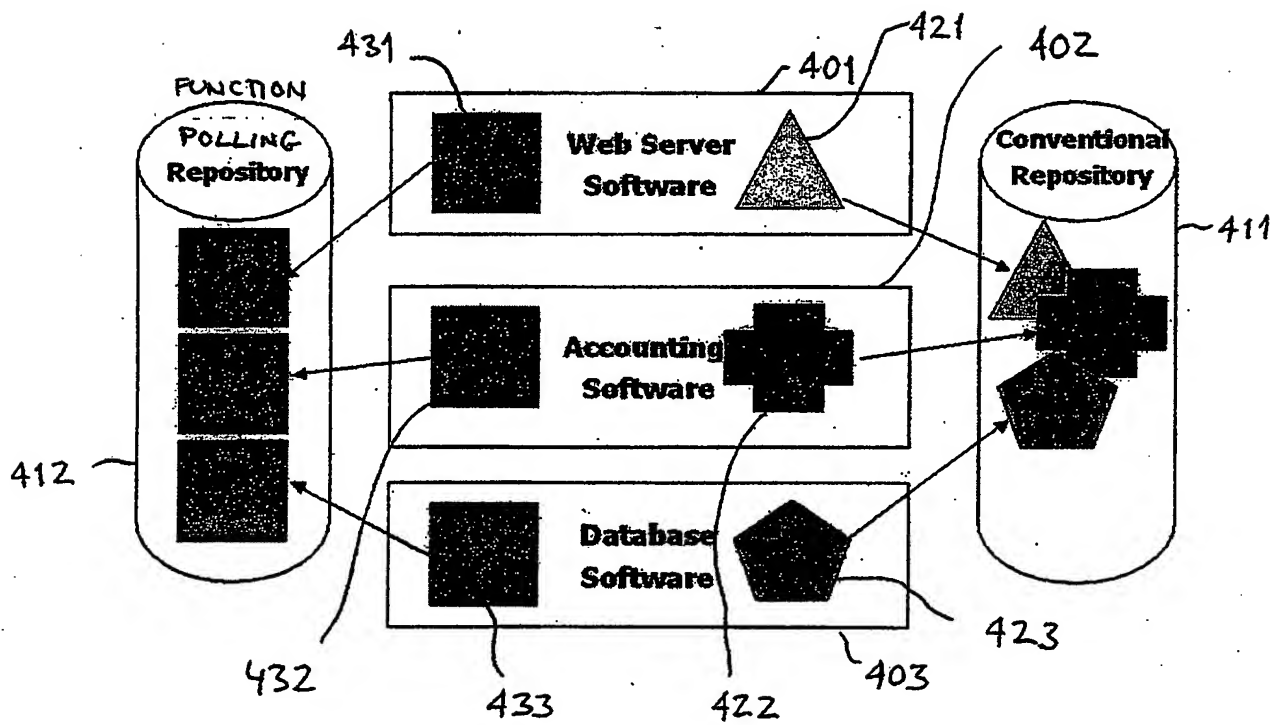 431
421
401
402
FUNCTION
POLLING
Repository
Web Server
Software
Conventional
Repository
411
Accounting
Software
412
Database
Software
432
433
422
403
423